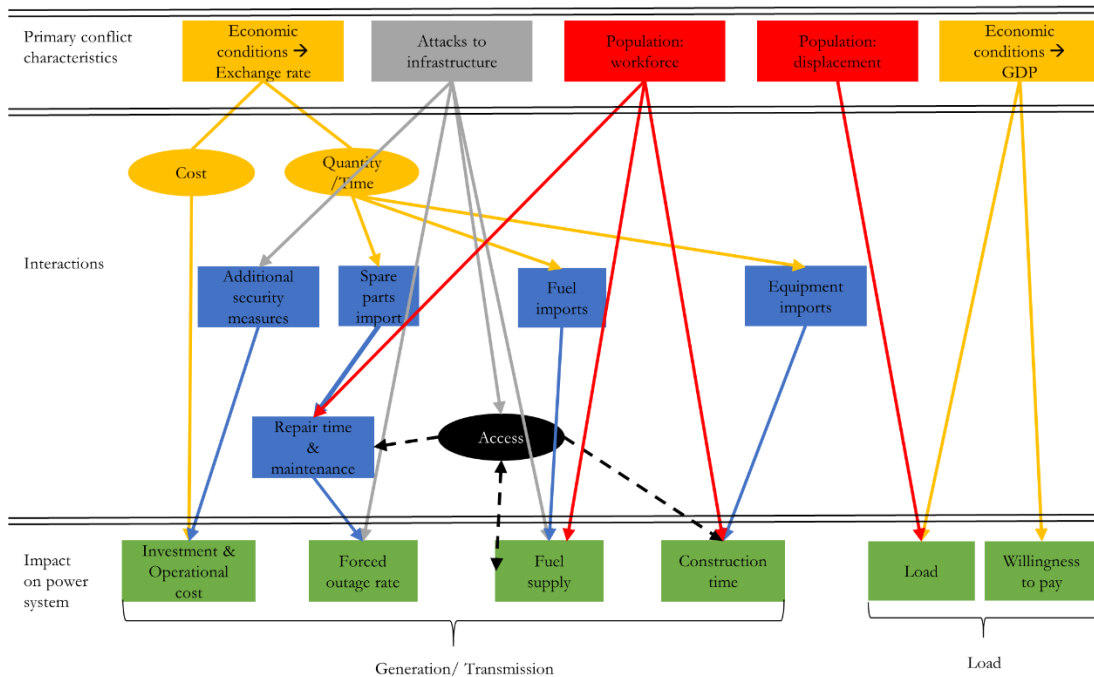 Primary conflict
characteristics
Economic
conditions →
Exchange rate
Attacks to
infrastructure
Population:
workforce
Population:
displacement
Economic
conditions →
GDP
Interactions
Cost
Quantity
/Time
Additional
security
measures
Spare
parts
import
Fuel
imports
Equipment
imports
Repair time
&
maintenance
Access
Impact
on power
system
Investment &
Operational
cost
Forced
outage rate
Fuel
supply
Construction
time
Load
Willingness
to pay
Generation/ Transmission
Load